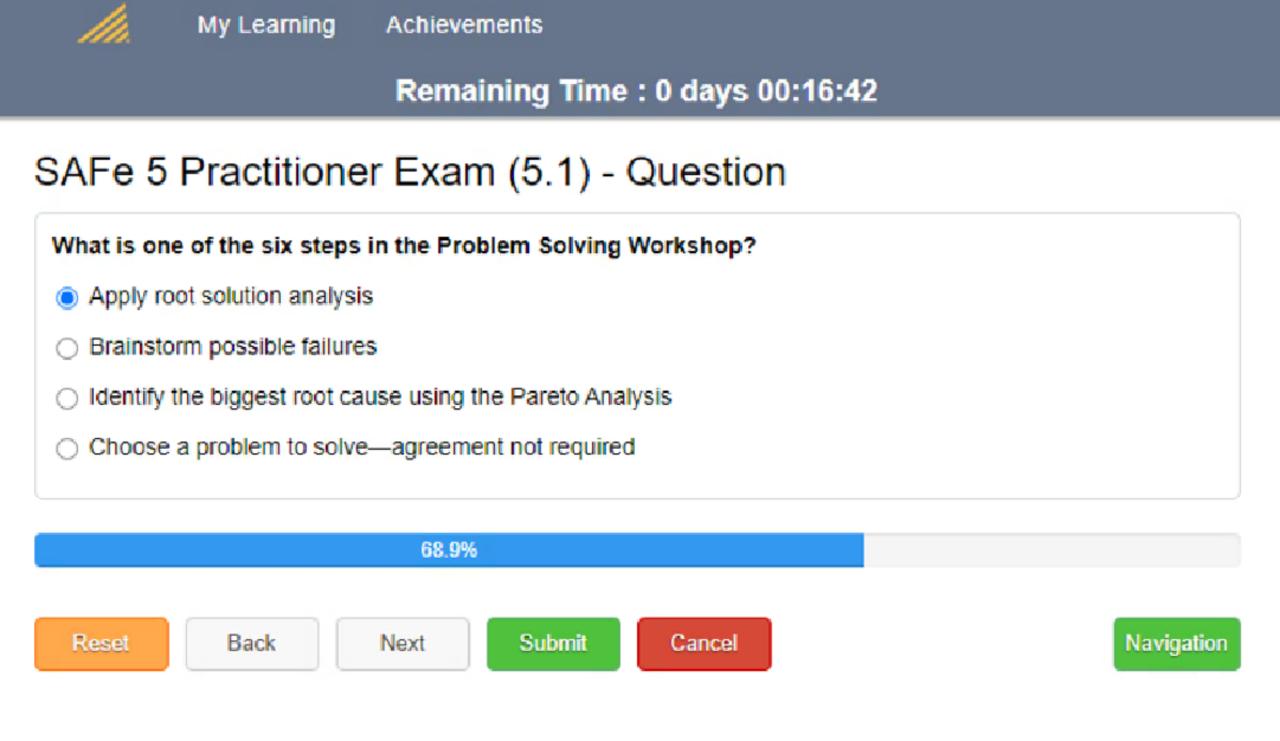 My Learning Achievements
Remaining Time : 0 days 00:16:42
SAFe 5 Practitioner Exam (5.1) - Question
What is one of the six steps in the Problem Solving Workshop?
Apply root solution analysis
Brainstorm possible failures
Identify the biggest root cause using the Pareto Analysis
Choose a problem to solve—agreement not required
68.9%
Reset Back Next Submit Cancel Navigation